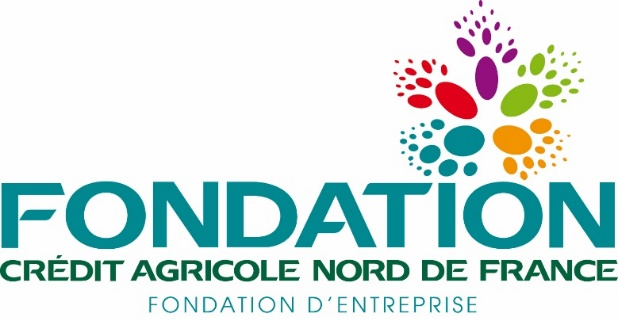 FONDATION
CRÉDIT AGRICOLE NORD DE FRANCE
FONDATION D'ENTREPRISE